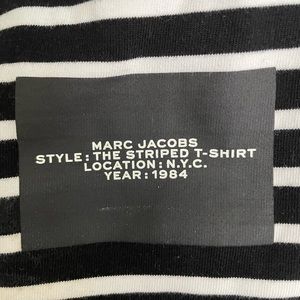 MARC JACOBS
STYLE: THE STRIPED T-SHIRT
LOCATION: N.Y.C.
YEAR: 1984